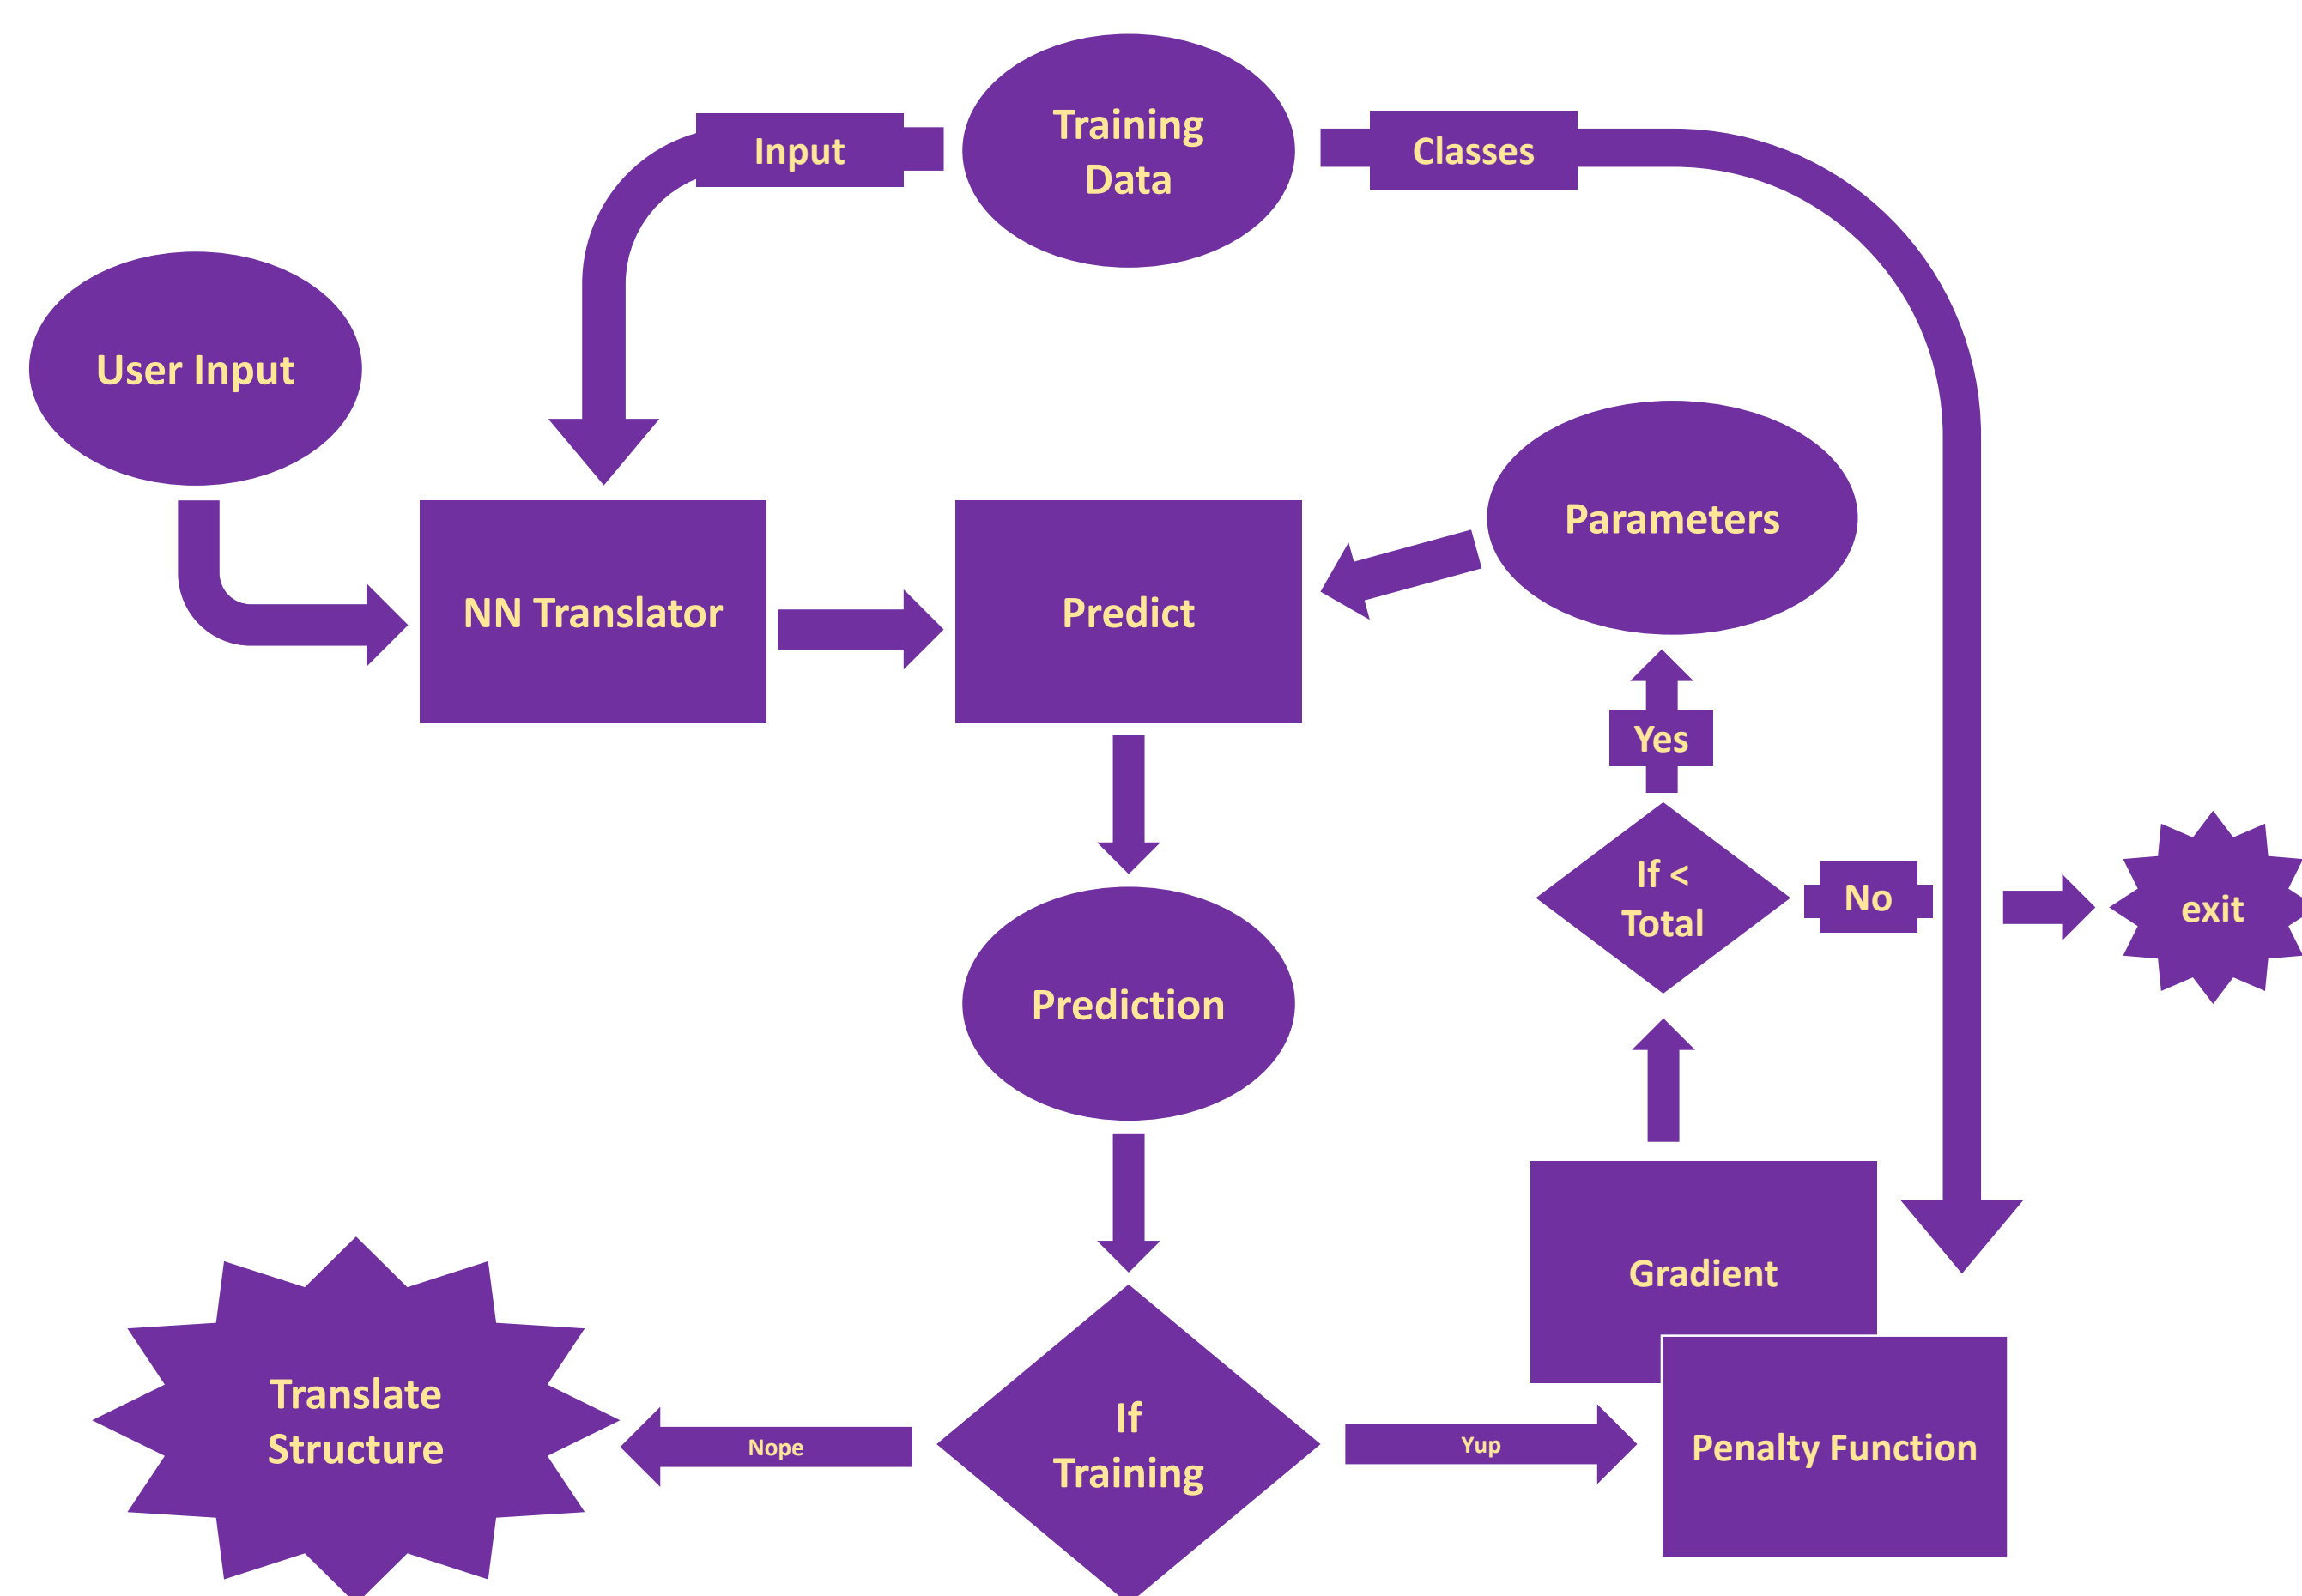 Training
Data
Input
Classes
User Input
Parameters
NN Translator
Predict
Yes
If <
Total
No
exit
Prediction
Gradient
Translate
Structure
Nope
If
Training
Yup
Penalty Function